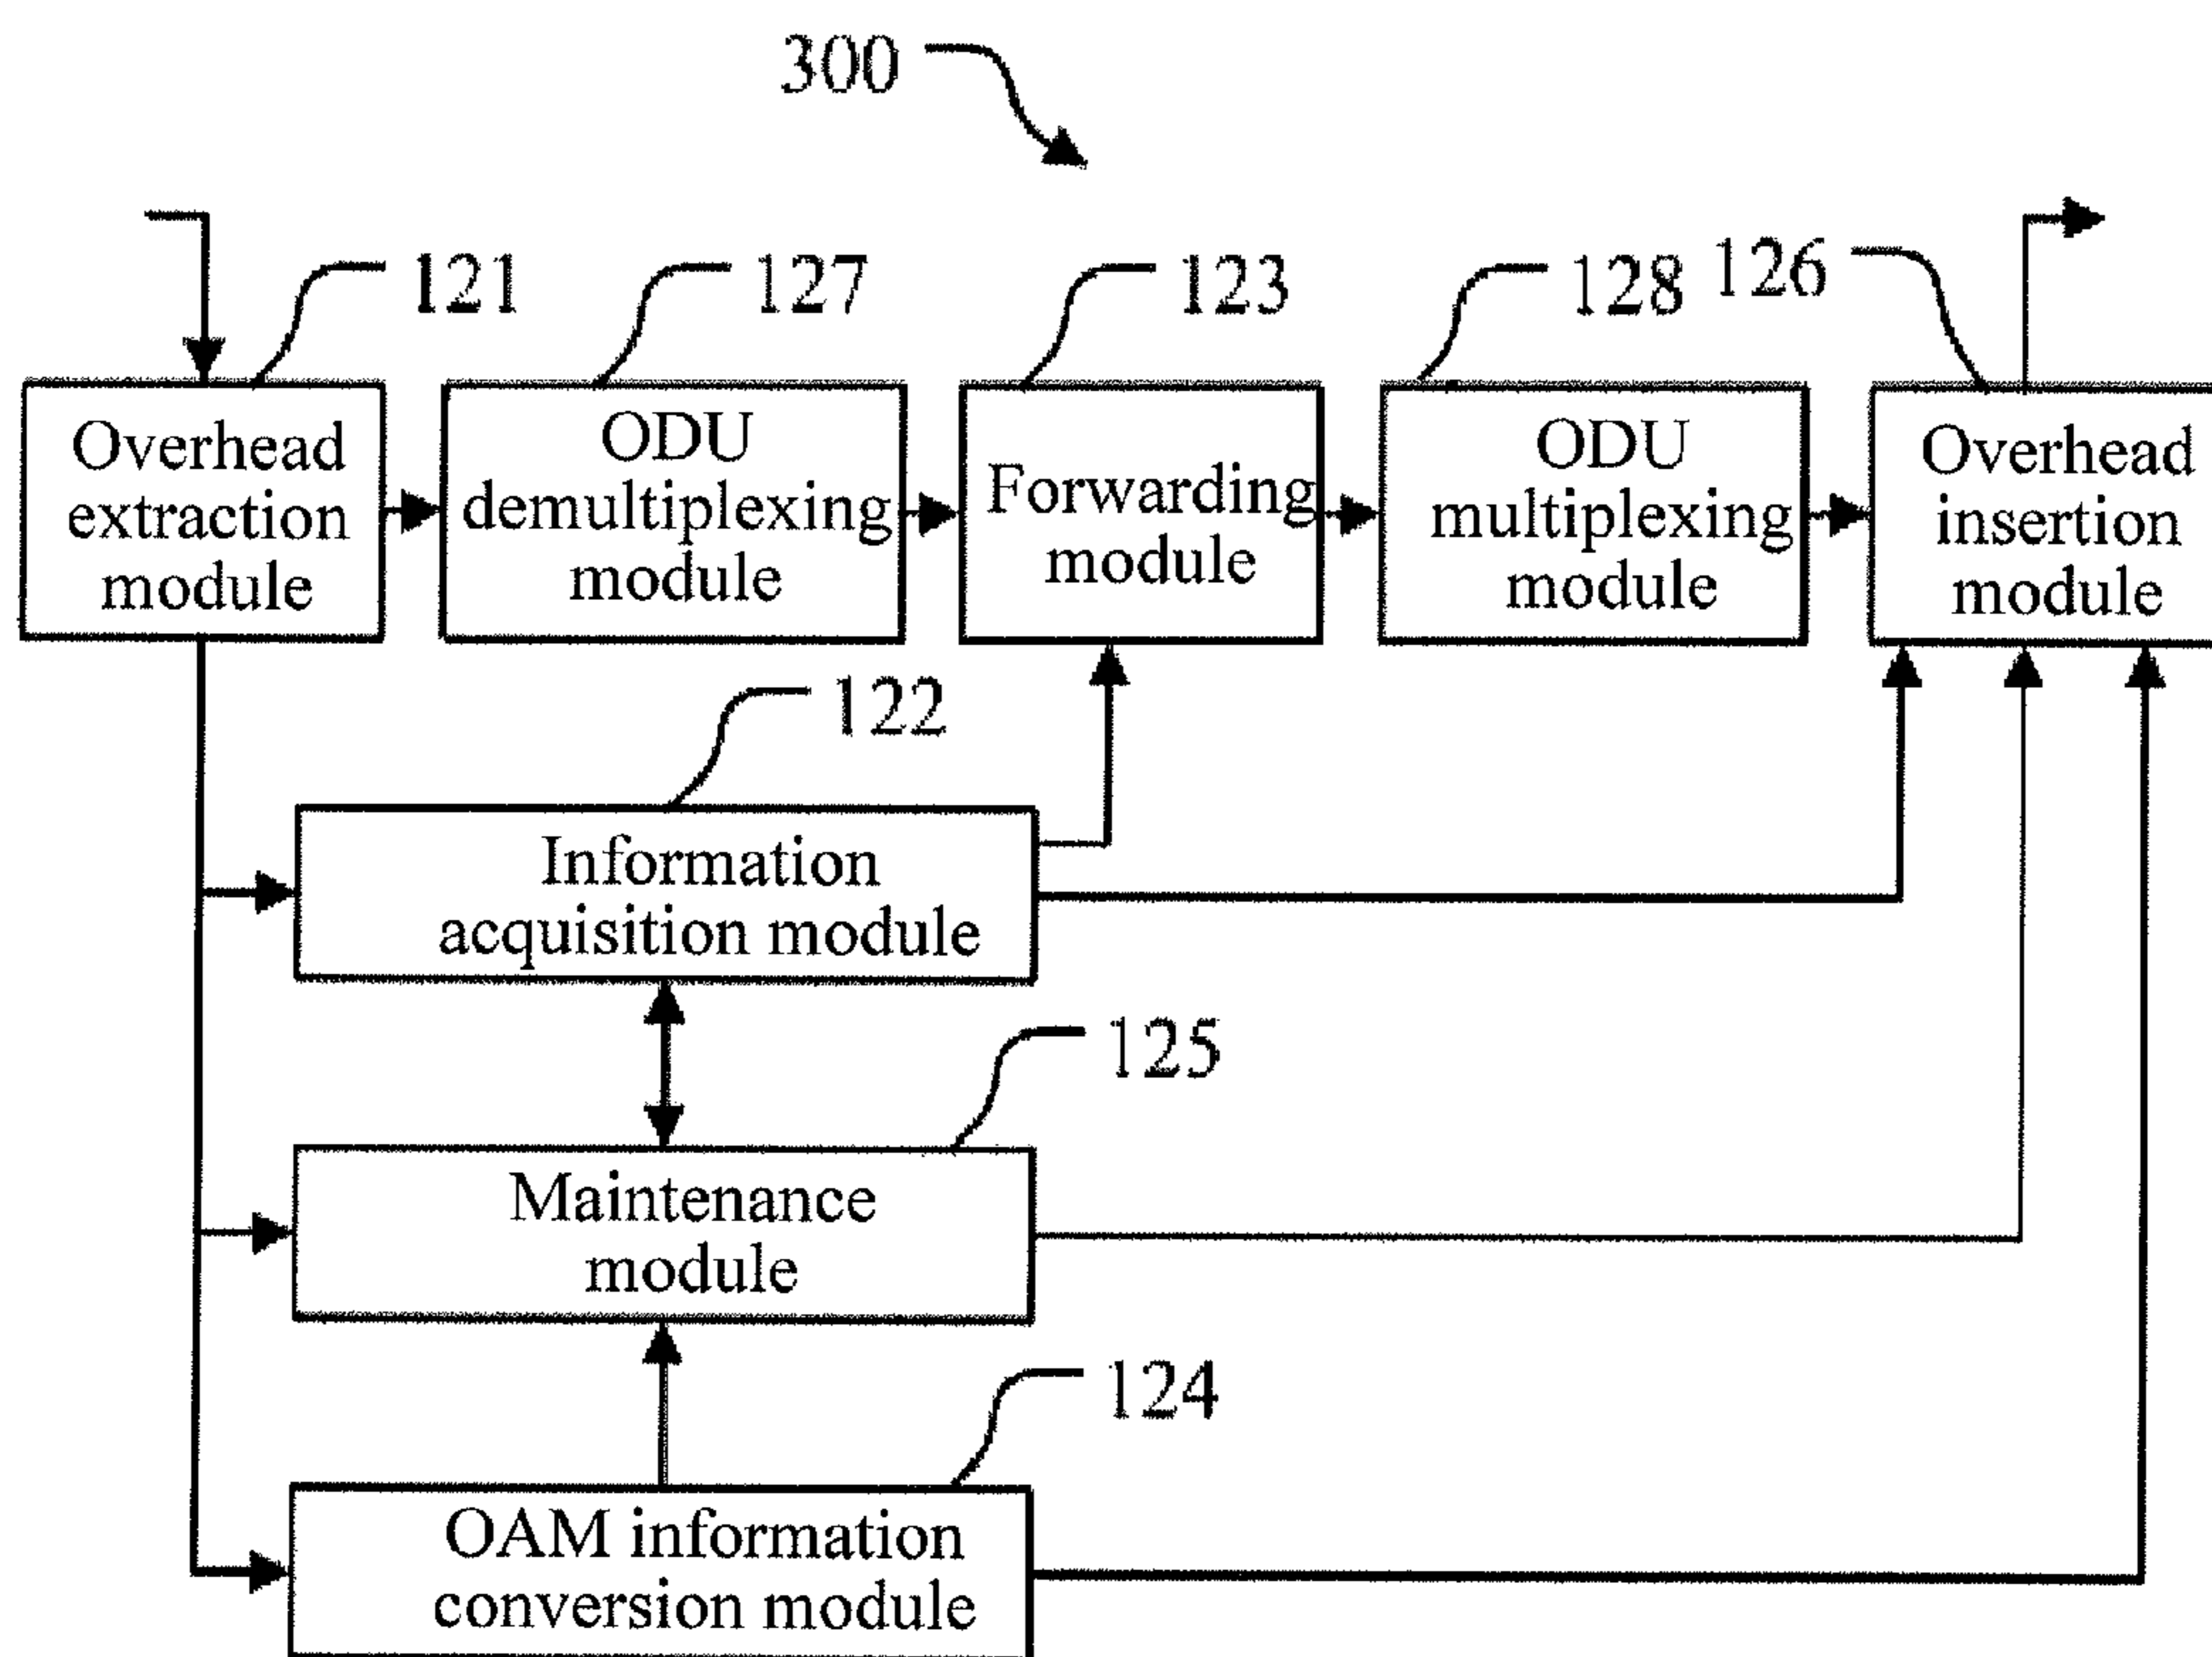 300
121
127
123
128
126
Overhead
extraction
module
ODU
demultiplexing
module
Forwarding
module
ODU
multiplexing
module
Overhead
insertion
module
122
Information
acquisition module
125
Maintenance
module
124
OAM information
conversion module